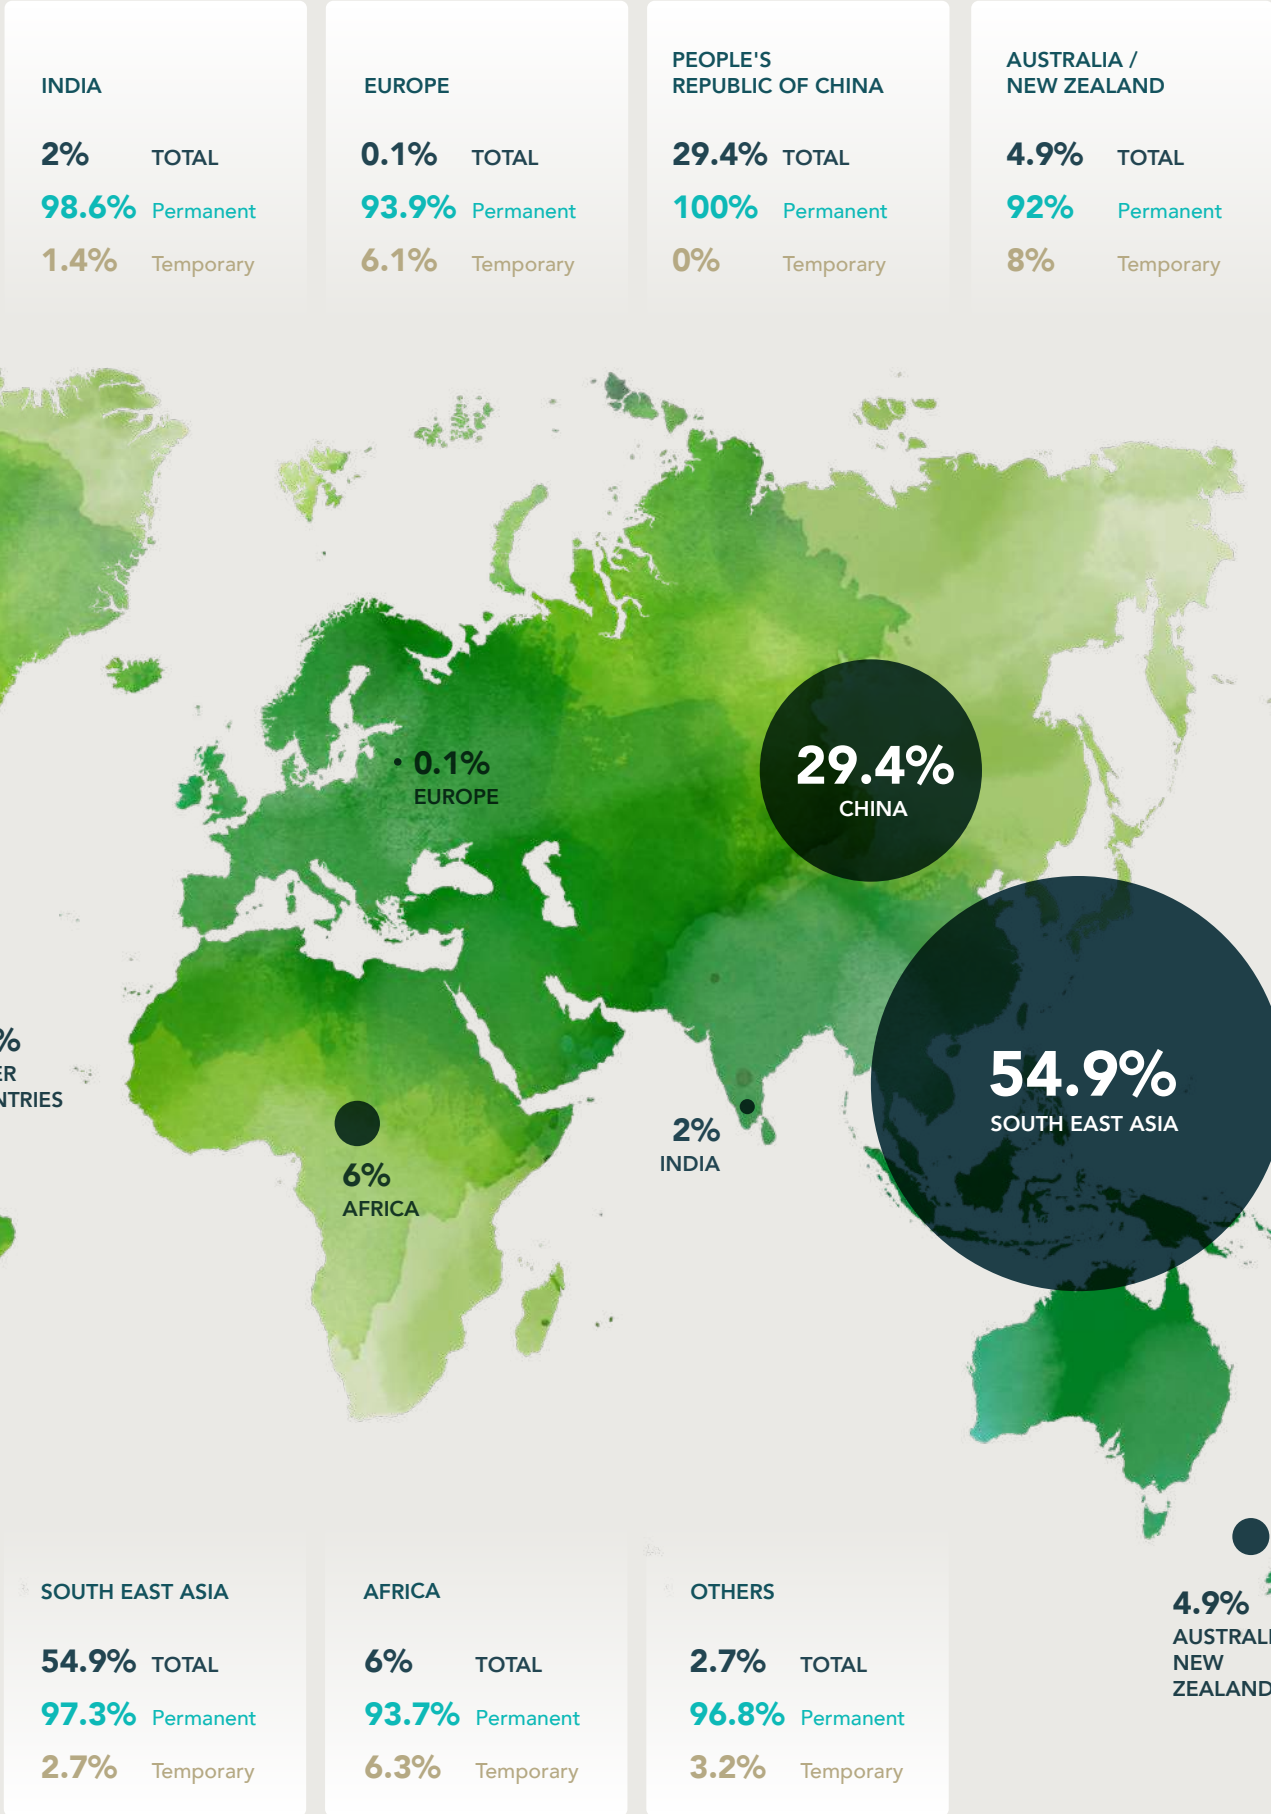 INDIA
2% TOTAL
98.6% Permanent
1.4% Temporary
EUROPE
0.1% TOTAL
93.9% Permanent
6.1% Temporary
PEOPLE'S
REPUBLIC OF CHINA
29.4% TOTAL
100% Permanent
0% Temporary
AUSTRALIA /
NEW ZEALAND
4.9% TOTAL
92% Permanent
8% Temporary
0.1%
EUROPE
29.4%
CHINA
%
ER
NTRIES
54.9%
SOUTH EAST ASIA
2%
INDIA
6%
AFRICA
4.9%
AUSTRALI
NEW
ZEALAND
SOUTH EAST ASIA
54.9% TOTAL
97.3% Permanent
2.7% Temporary
AFRICA
6% TOTAL
93.7% Permanent
6.3% Temporary
OTHERS
2.7% TOTAL
96.8% Permanent
3.2% Temporary